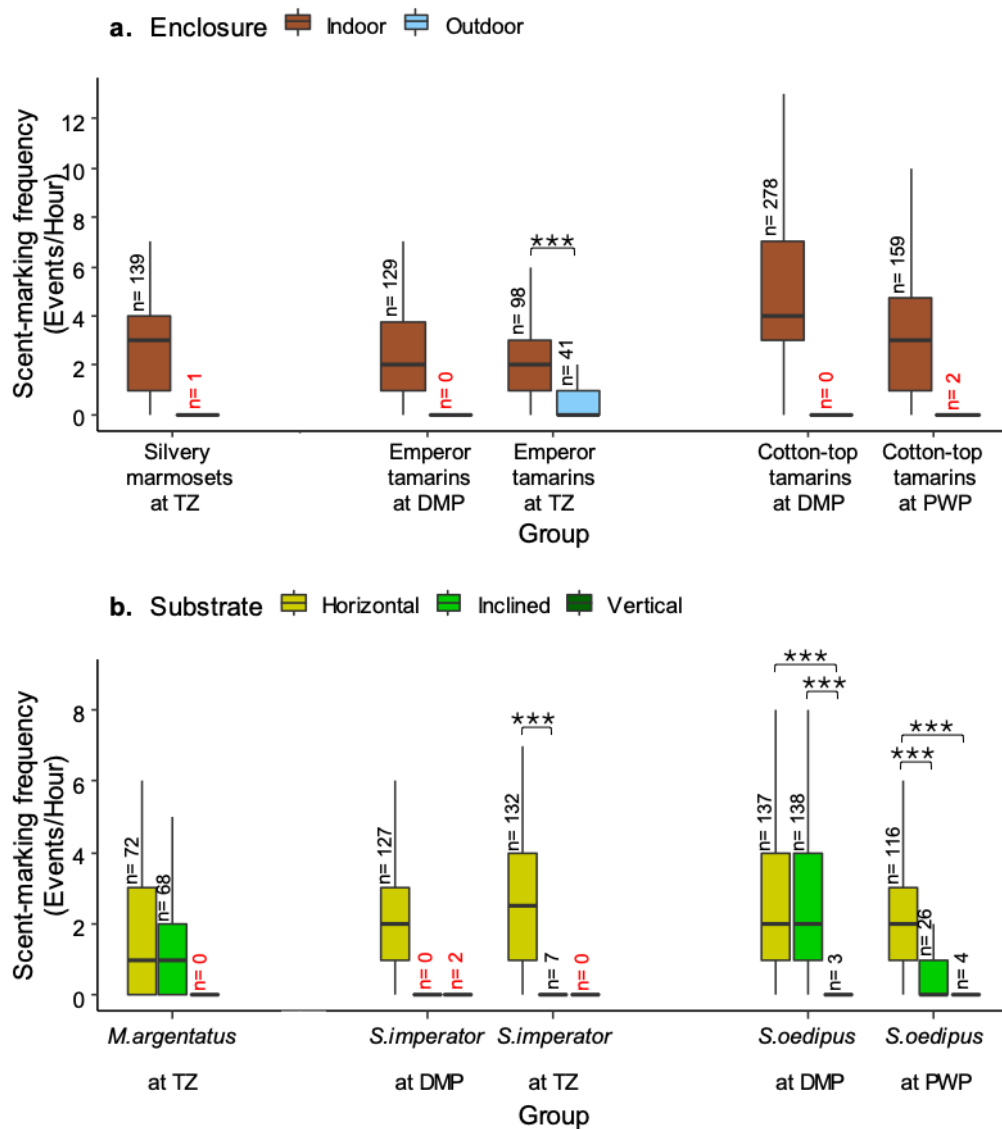 a. Enclosure Indoor Outdoor
Scent-marking frequency
(Events/Hour)
12
10
8
6
4
2
0
n= 139
n= 1
n= 129
n= 0
n= 98
***
n= 41
n= 278
n= 0
n= 159
n= 2
Silvery
marmosets
at TZ
Emperor
tamarins
at DMP
Emperor
tamarins
at TZ
Cotton-top
tamarins
at DMP
Cotton-top
tamarins
at PWP
Group
b. Substrate Horizontal Inclined Vertical
Scent-marking frequency
(Events/Hour)
8
6
4
2
0
n= 72
n= 68
n= 0
n= 127
n= 0
n= 2
n= 132
***
n= 7
n= 0
n= 137
n= 138
***
***
n= 3
n= 116
***
***
n= 26
n= 4
M.argentatus
at TZ
S.imperator
at DMP
S.imperator
at TZ
S.oedipus
at DMP
S.oedipus
at PWP
Group